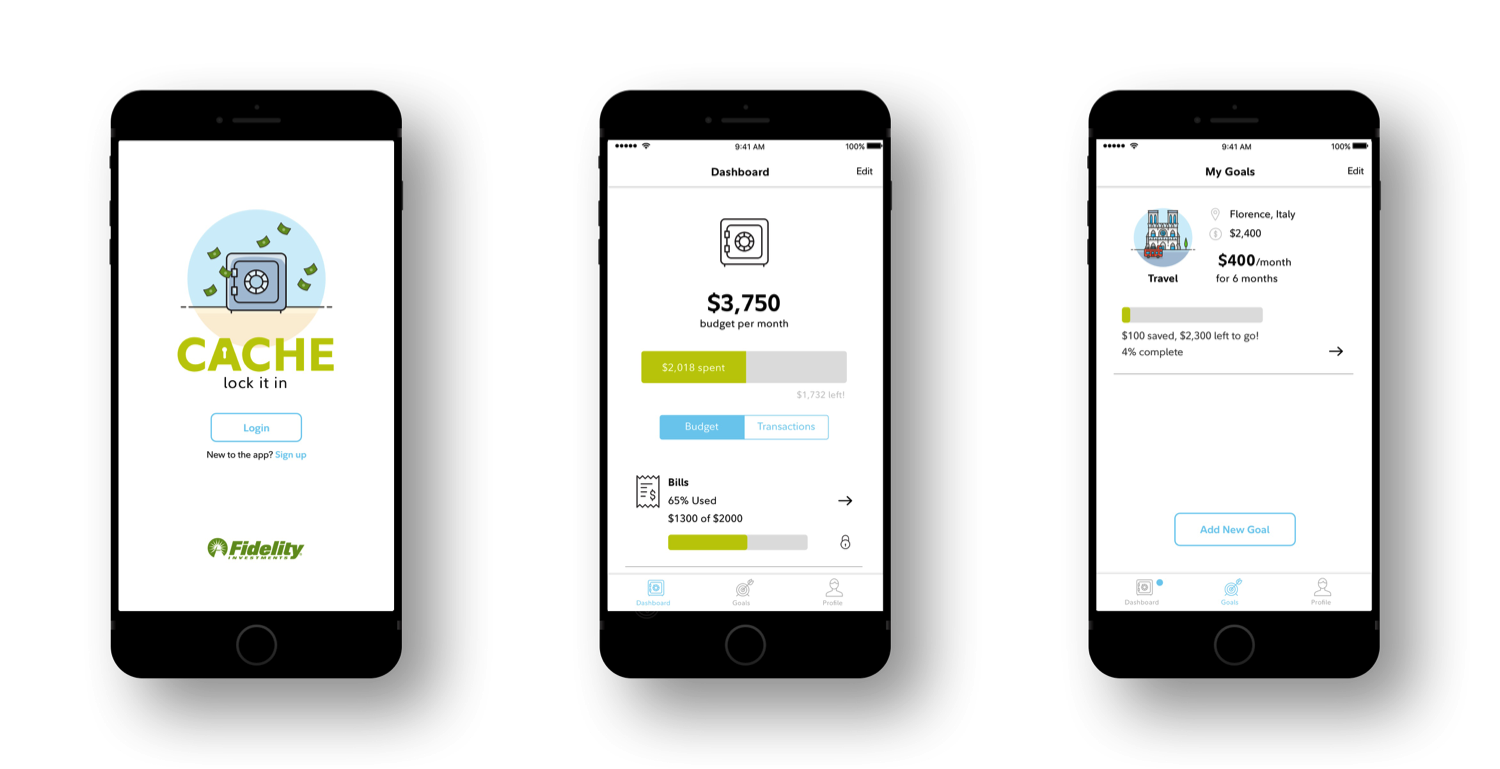 CACHE
lock it in
Login
New to the app? Sign up
Fidelity
INVESTMENTS
9:41 AM
100%
Dashboard
Edit
$3,750
budget per month
$2,018 spent
$1,732 left!
Budget
Transactions
Bills
65% Used
$1300 of $2000
Dashboard
Goals
Profile
9:41 AM
100%
My Goals
Edit
Florence, Italy
$2,400
$400/month
for 6 months
Travel
$100 saved, $2,300 left to go!
4% complete
Add New Goal
Dashboard
Goals
Profile